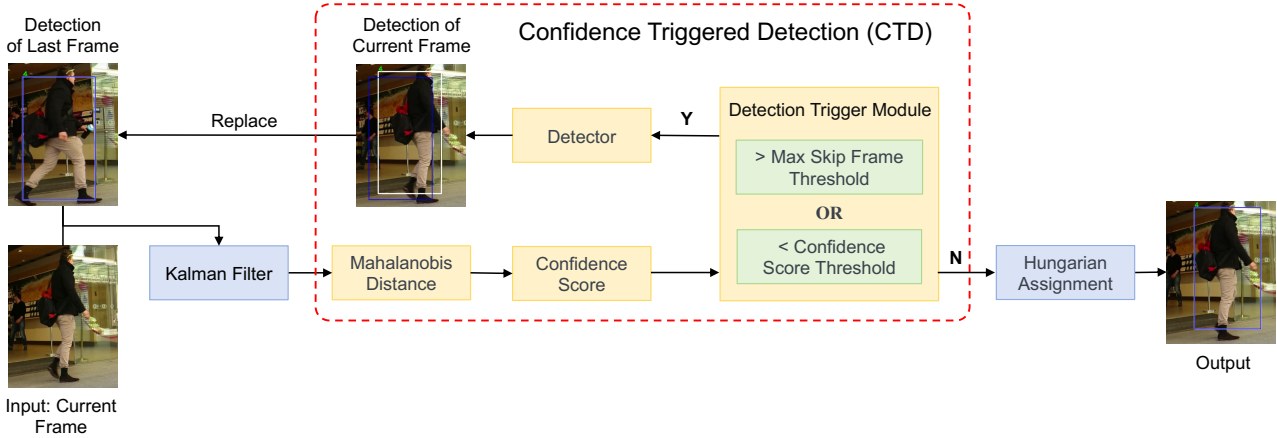 Detection
of Last Frame
Detection of
Current Frame
Confidence Triggered Detection (CTD)
Replace
Detector
Y
Detection Trigger Module
> Max Skip Frame
Threshold
OR
< Confidence
Score Threshold
Kalman Filter
Mahalanobis
Distance
Confidence
Score
N
Hungarian
Assignment
Output
Input: Current
Frame